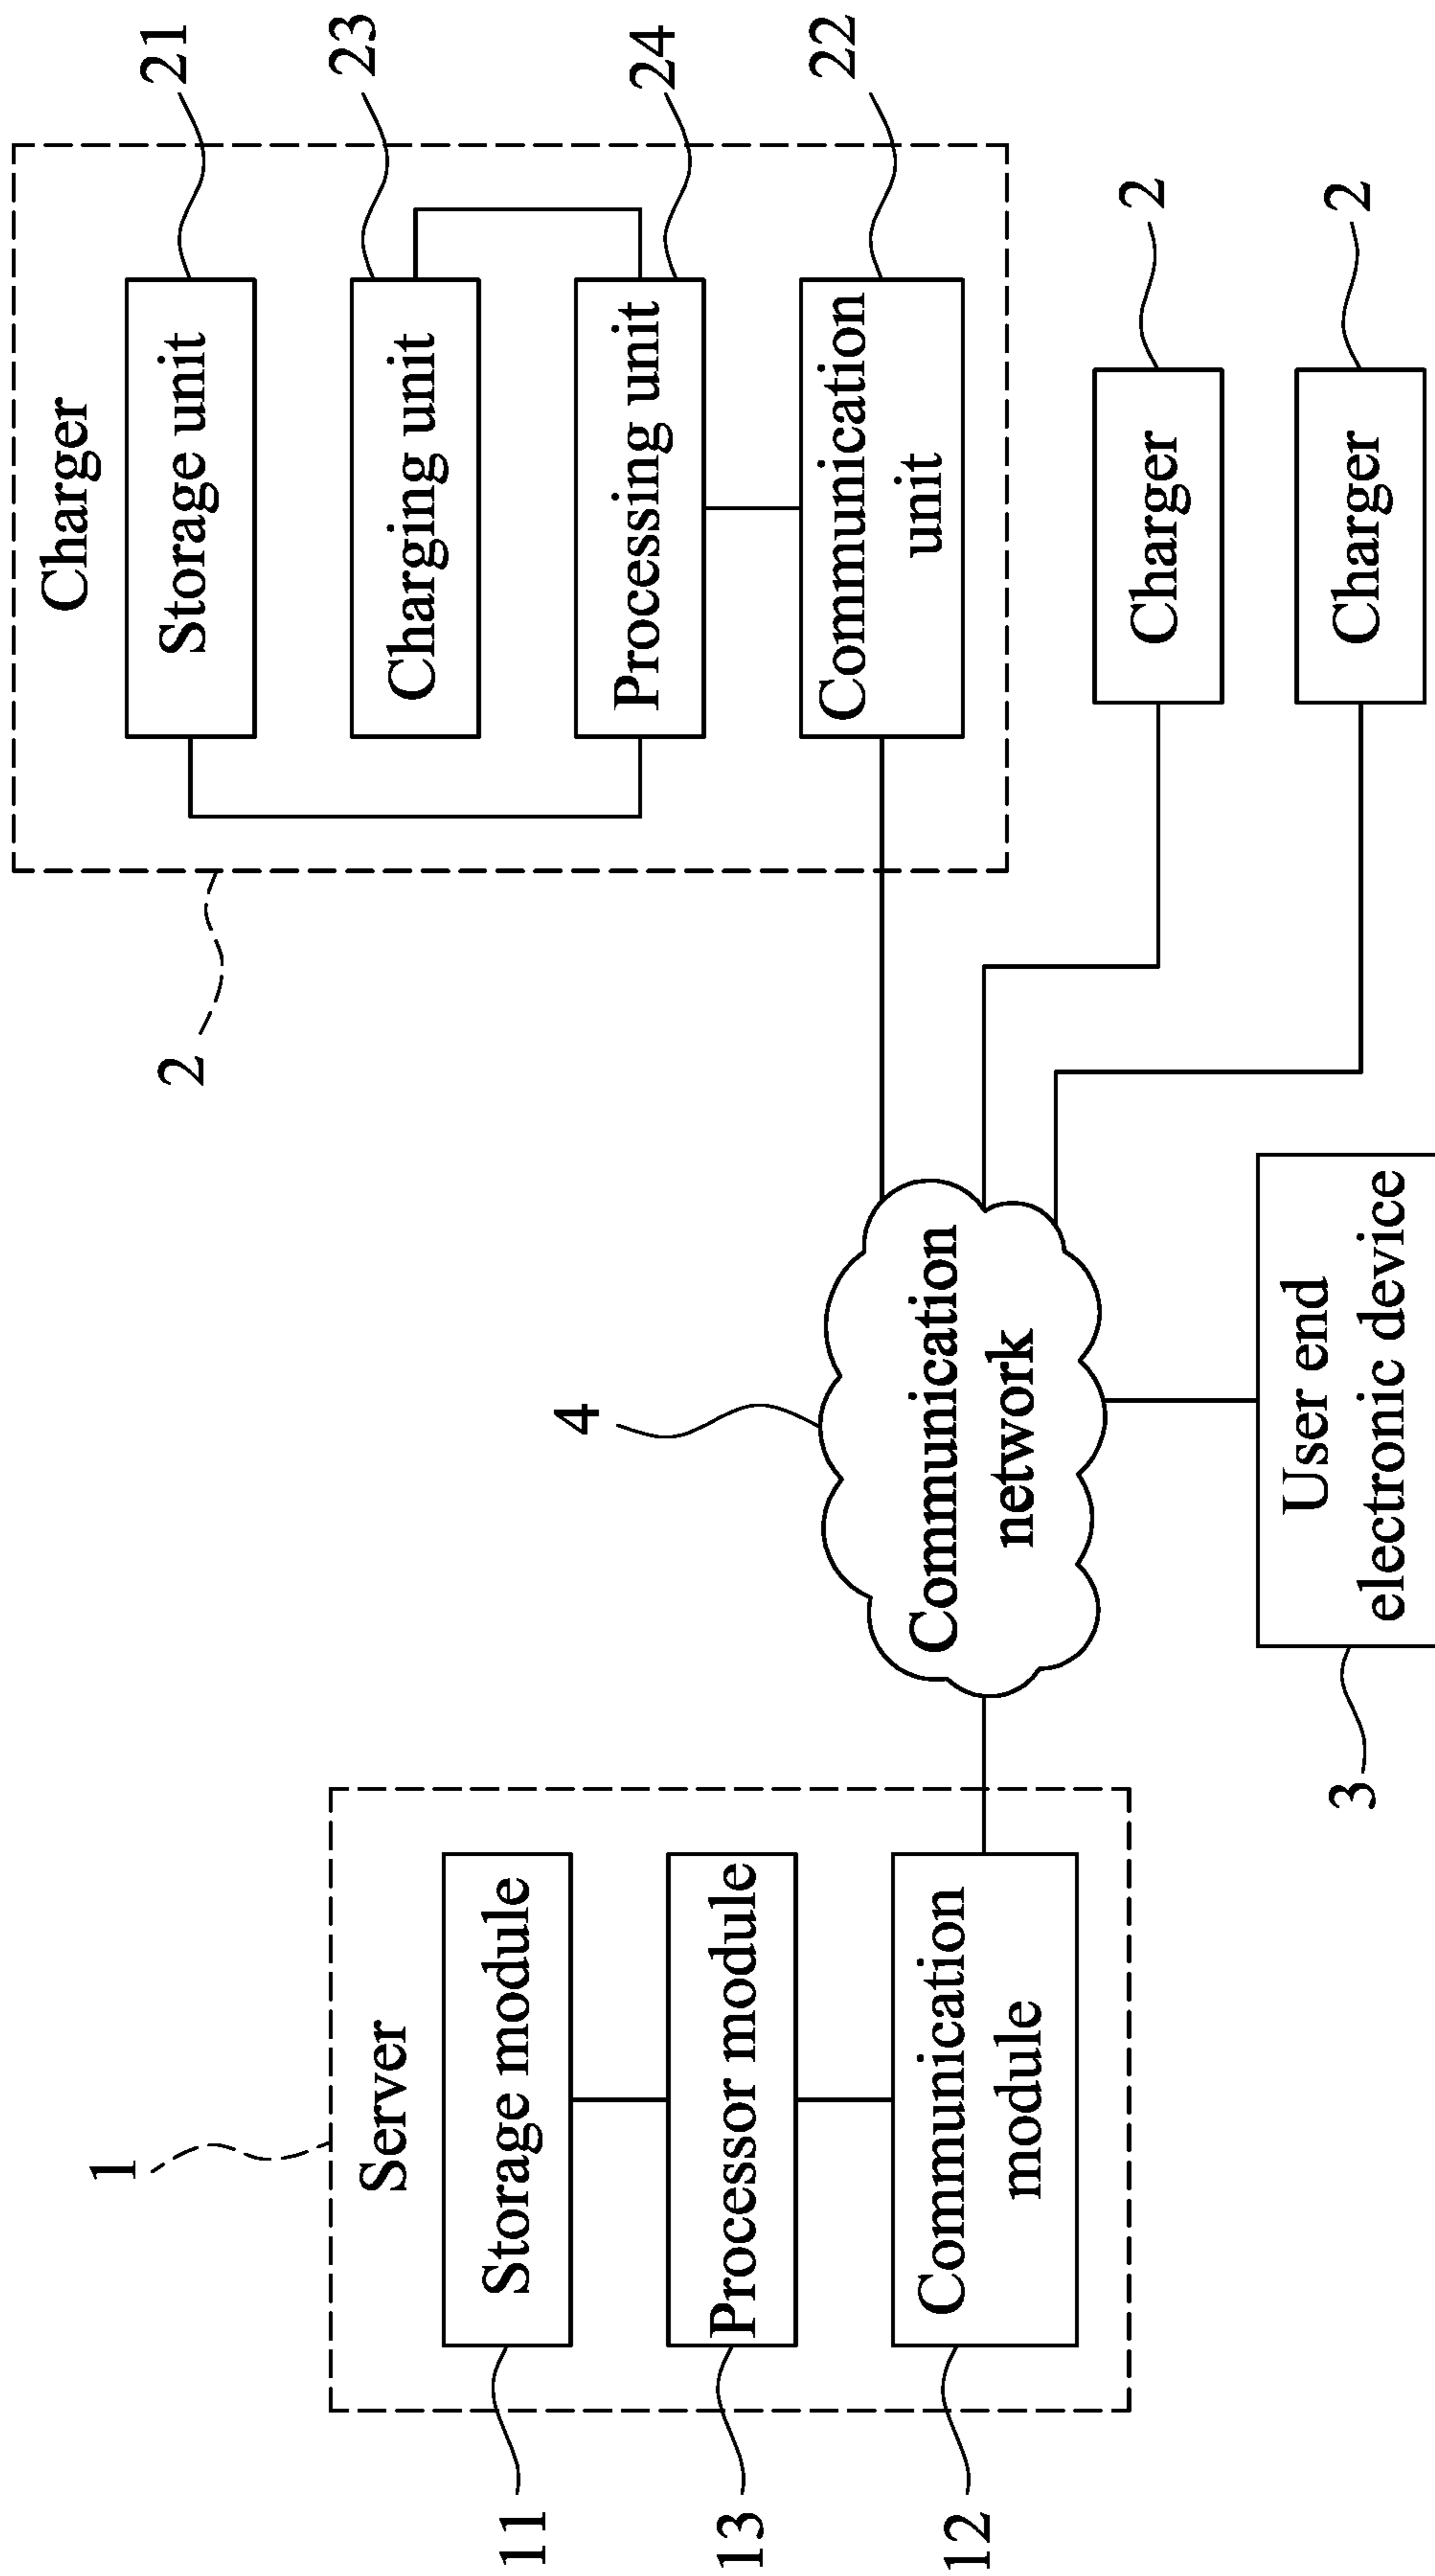 1
Server
11
Storage module
13
Processor module
12
Communication
module
4
Communication
network
3
User end
electronic device
2
Charger
21
Storage unit
23
Charging unit
24
Processing unit
22
Communication
unit
Charger
2
Charger
2